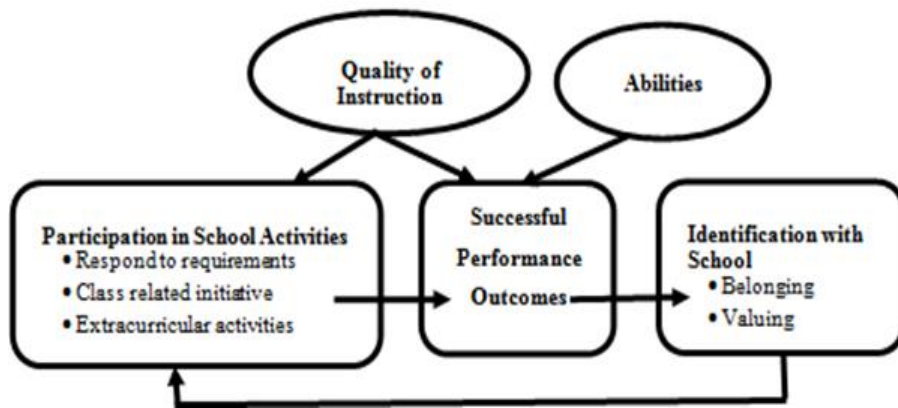 Quality of
Instruction
Abilities
Participation in School Activities
• Respond to requirements
• Class related initiative
• Extracurricular activities
Successful
Performance
Outcomes
Identification with
School
• Belonging
• Valuing